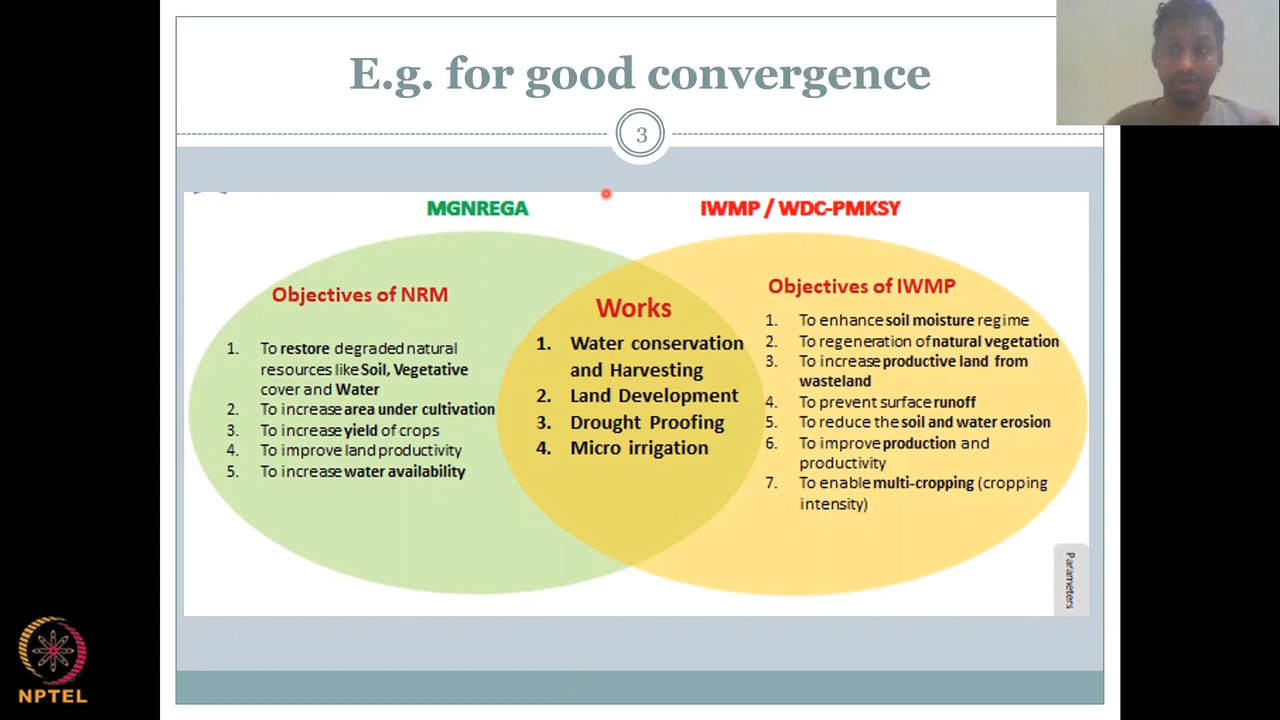 E.g. for good convergence
3
MGNREGA
IWMP / WDC-PMKSY
Objectives of NRM
1. To restore degraded natural
resources like Soil, Vegetative
cover and Water
2. To increase area under cultivation
3. To increase yield of crops
4. To improve land productivity
5. To increase water availability
Works
1. Water conservation
and Harvesting
2. Land Development
3. Drought Proofing
4. Micro irrigation
Objectives of IWMP
1. To enhance soil moisture regime
2. To regeneration of natural vegetation
3. To increase productive land from
wasteland
4. To prevent surface runoff
5. To reduce the soil and water erosion
6. To improve production and
productivity
7. To enable multi-cropping (cropping
intensity)
Parameters
NPTEL